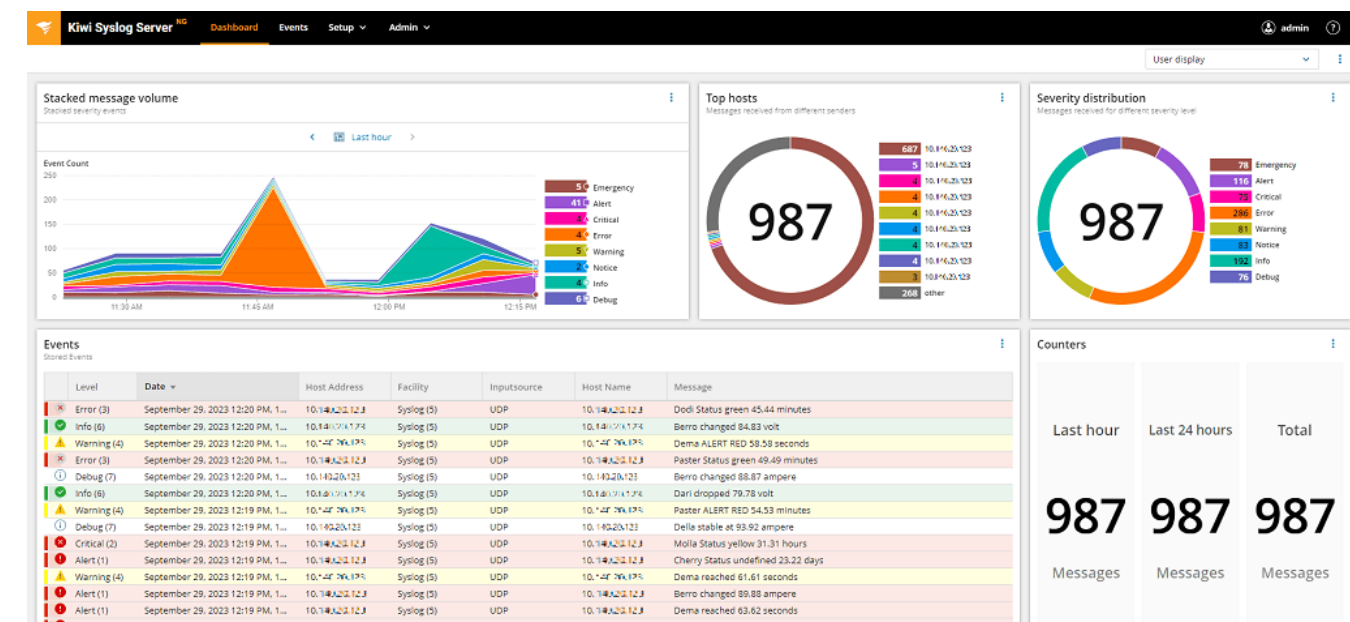 Kiwi Syslog Server NG Dashboard Events Setup Admin admin ?
User display
Stacked message volume
Stacked severity events
Last hour
Event Count
250
200
150
100
50
0
11:30 AM 11:45 AM 12:00 PM 12:15 PM
5 Emergency
41 Alert
4 Critical
4 Error
5 Warning
2 Notice
4 Info
6 Debug
Top hosts
Messages received from different senders
987
687
5
4
4
4
4
4
4
3
268 other
Severity distribution
Messages received for different severity level
987
78 Emergency
116 Alert
75 Critical
286 Error
81 Warning
83 Notice
192 Info
76 Debug
Events
Stored Events
Level Date Host Address Facility Inputsource Host Name Message
Error (3) September 29, 2023 12:20 PM, 1... Syslog (5) UDP Dodi Status green 45.44 minutes
Info (6) September 29, 2023 12:20 PM, 1... Syslog (5) UDP Berro changed 84.83 volt
Warning (4) September 29, 2023 12:20 PM, 1... Syslog (5) UDP Dema ALERT RED 58.58 seconds
Error (3) September 29, 2023 12:20 PM, 1... Syslog (5) UDP Paster Status green 49.49 minutes
Debug (7) September 29, 2023 12:20 PM, 1... 10.140.20.123 Syslog (5) UDP 10.140.20.123 Berro changed 88.87 ampere
Info (6) September 29, 2023 12:20 PM, 1... Syslog (5) UDP Dari dropped 79.78 volt
Warning (4) September 29, 2023 12:19 PM, 1... Syslog (5) UDP Paster ALERT RED 54.53 minutes
Debug (7) September 29, 2023 12:19 PM, 1... 10.140.20.123 Syslog (5) UDP 10.140.20.123 Della stable at 93.92 ampere
Critical (2) September 29, 2023 12:19 PM, 1... Syslog (5) UDP Molla Status yellow 31.31 hours
Alert (1) September 29, 2023 12:19 PM, 1... Syslog (5) UDP Cherry Status undefined 23.22 days
Warning (4) September 29, 2023 12:19 PM, 1... Syslog (5) UDP Dema reached 61.61 seconds
Alert (1) September 29, 2023 12:19 PM, 1... Syslog (5) UDP Berro changed 89.88 ampere
Alert (1) September 29, 2023 12:19 PM, 1... Syslog (5) UDP Dema reached 63.62 seconds
Counters
Last hour Last 24 hours Total
987 987 987
Messages Messages Messages